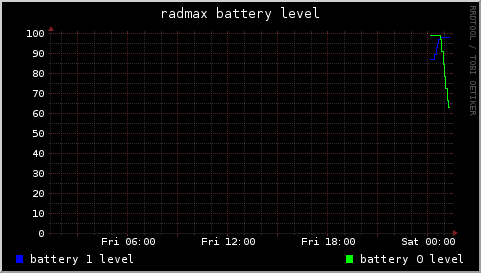 radmax battery level
RRDTOOL / TOBI OETIKER
100
90
80
70
60
50
40
30
20
10
0
Fri 06:00 Fri 12:00 Fri 18:00 Sat 00:00
battery 1 level battery 0 level